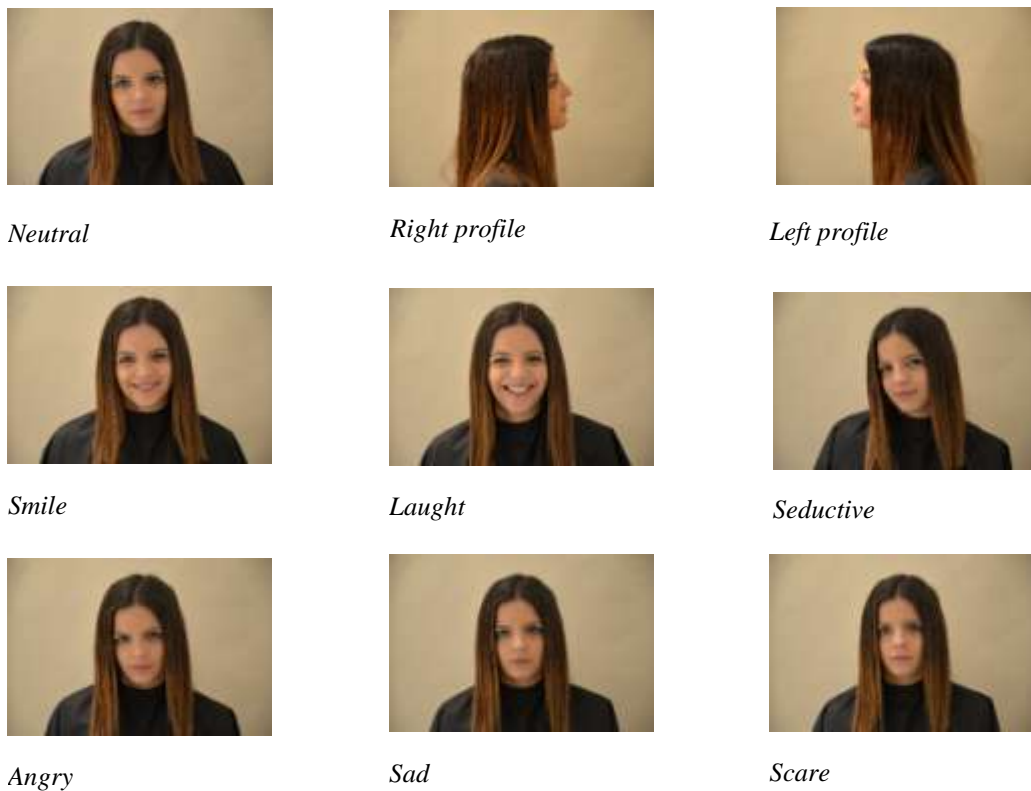 Neutral
Right profile
Left profile
Smile
Laught
Seductive
Angry
Sad
Scare